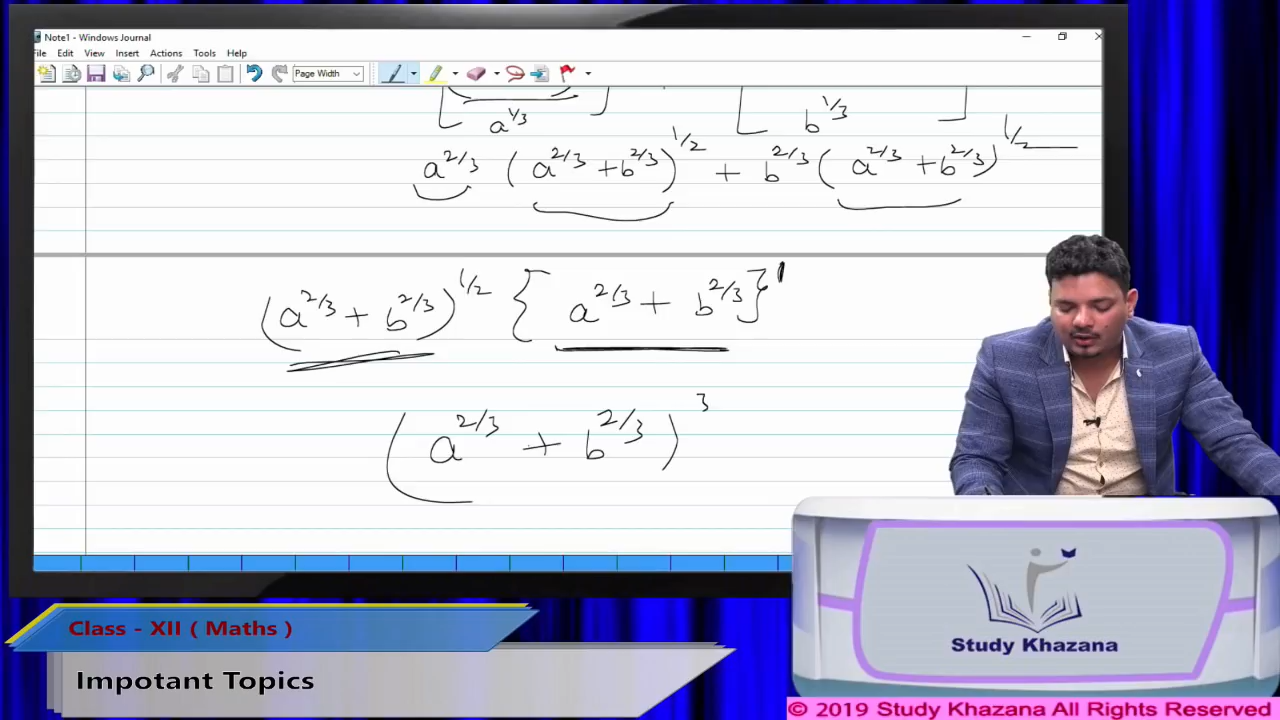 Note1 - Windows Journal
File Edit View Insert Actions Tools Help
Page Width
a^{1/3} b^{1/3}
a^{2/3} (a^{2/3} + b^{2/3})^{1/2} + b^{2/3} (a^{2/3} + b^{2/3})^{1/2}
(a^{2/3} + b^{2/3})^{1/2} { a^{2/3} + b^{2/3} }^1
(a^{2/3} + b^{2/3})^3
Study Khazana
Class - XII ( Maths )
Impotant Topics
© 2019 Study Khazana All Rights Reserved